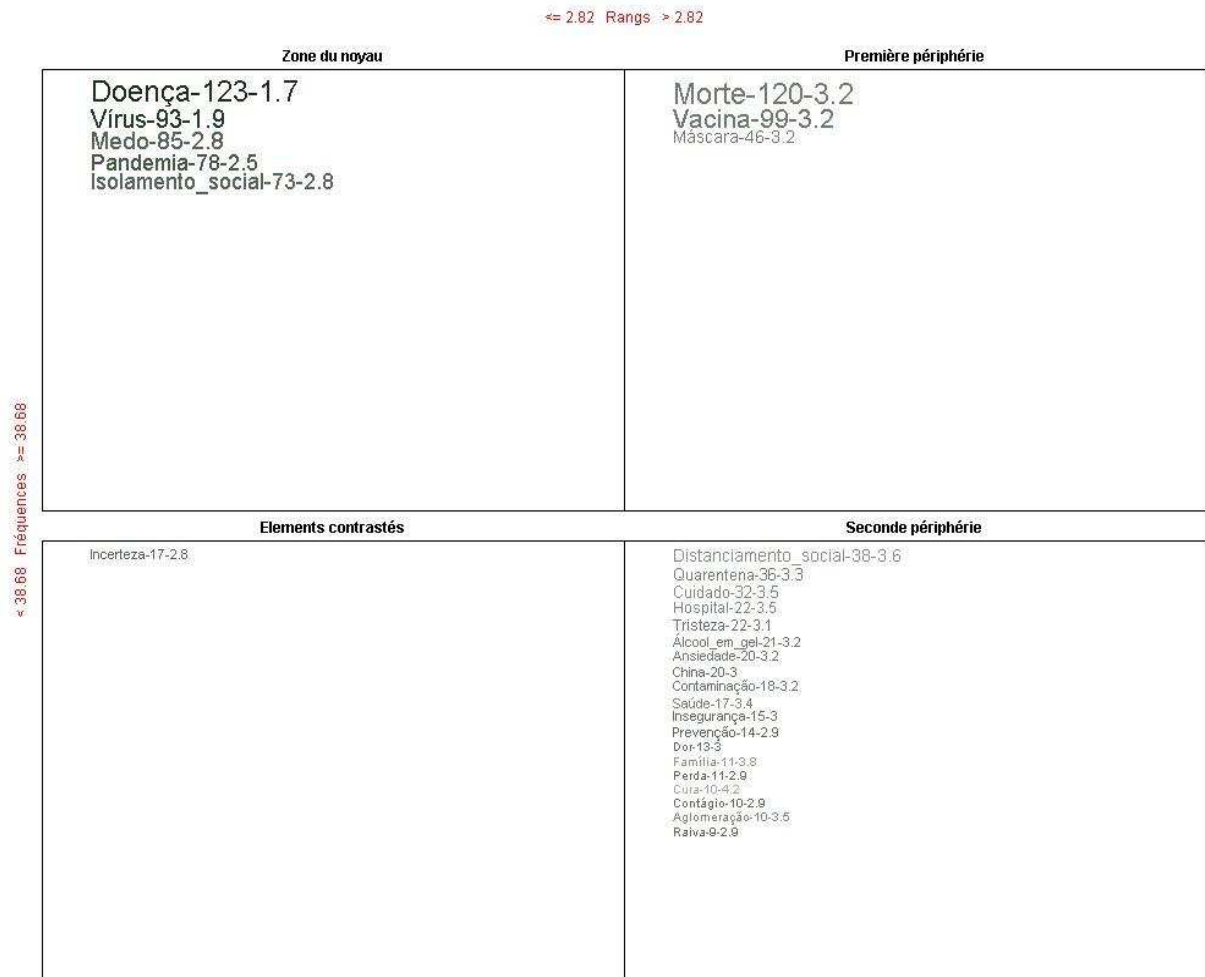 <= 2.82 Rangs > 2.82
Zone du noyau
Première périphérie
Doença-123-1.7
Vírus-93-1.9
Medo-85-2.8
Pandemia-78-2.5
Isolamento_social-73-2.8
Morte-120-3.2
Vacina-99-3.2
Máscara-46-3.2
< 38.68 Fréquences >= 38.68
Elements contrastés
Seconde périphérie
Incerteza-17-2.8
Distanciamento_social-38-3.6
Quarentena-36-3.3
Cuidado-32-3.5
Hospital-22-3.5
Tristeza-22-3.1
Álcool_em_gel-21-3.2
Ansiedade-20-3.2
China-20-3
Contaminação-18-3.2
Saúde-17-3.4
Insegurança-15-3
Prevenção-14-2.9
Dor-13-3
Família-11-3.8
Perda-11-2.9
Cura-10-4.2
Contágio-10-2.9
Aglomeração-10-3.5
Raiva-9-2.9